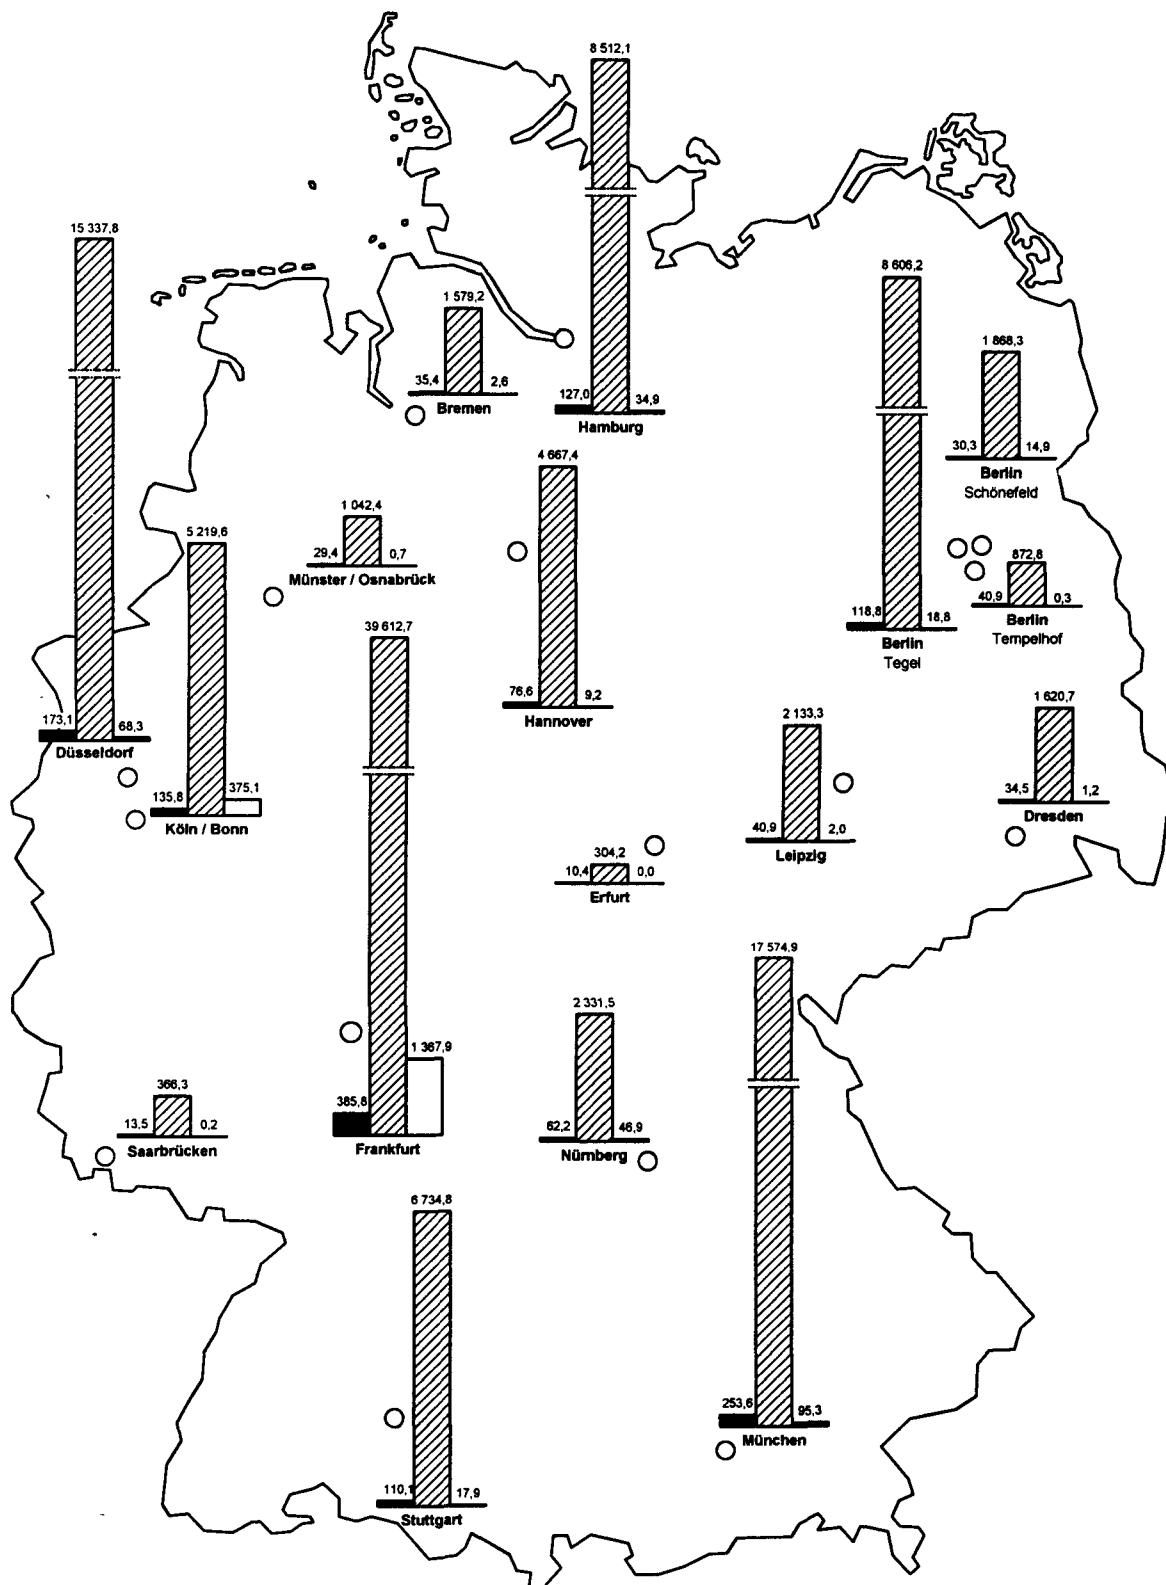 8 512,1
127,0
34,9
Hamburg
15 337,8
173,1
68,3
Düsseldorf
1 579,2
35,4
2,6
Bremen
8 606,2
118,8
18,8
Berlin
Tegel
1 868,3
30,3
14,9
Berlin
Schönefeld
4 667,4
76,6
9,2
Hannover
1 042,4
29,4
0,7
Münster / Osnabrück
5 219,6
135,8
375,1
Köln / Bonn
872,8
40,9
0,3
Berlin
Tempelhof
39 612,7
385,8
1 367,9
Frankfurt
2 133,3
40,9
2,0
Leipzig
1 620,7
34,5
1,2
Dresden
304,2
10,4
0,0
Erfurt
17 574,9
253,6
95,3
München
2 331,5
62,2
46,9
Nürnberg
366,3
13,5
0,2
Saarbrücken
6 734,8
110,1
17,9
Stuttgart